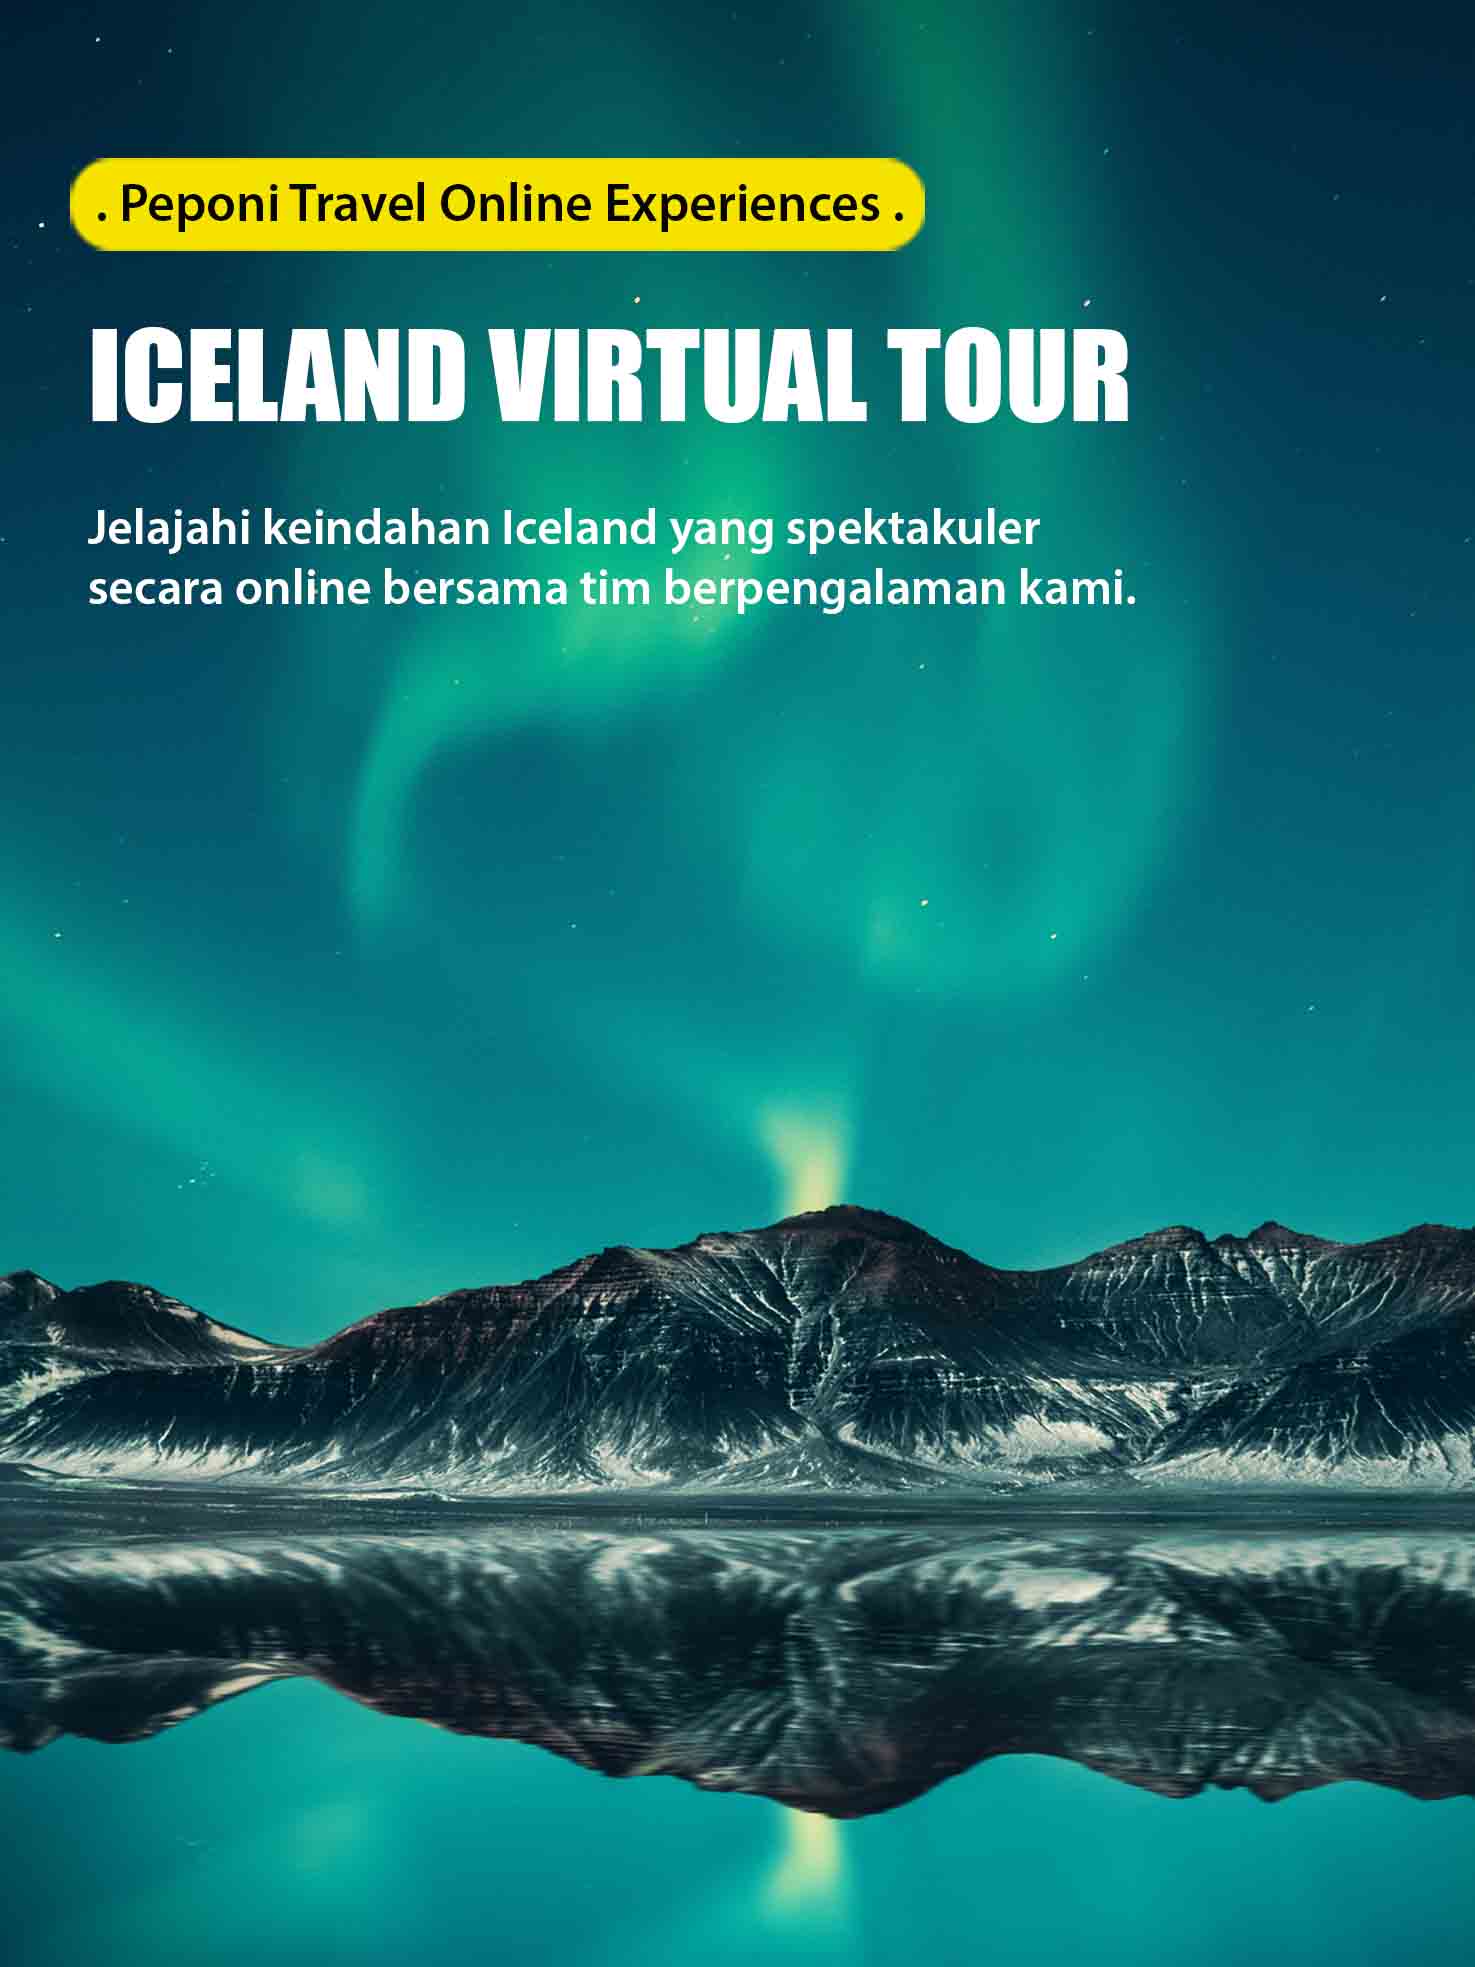 . Peponi Travel Online Experiences .
ICELAND VIRTUAL TOUR
Jelajahi keindahan Iceland yang spektakuler
secara online bersama tim berpengalaman kami.